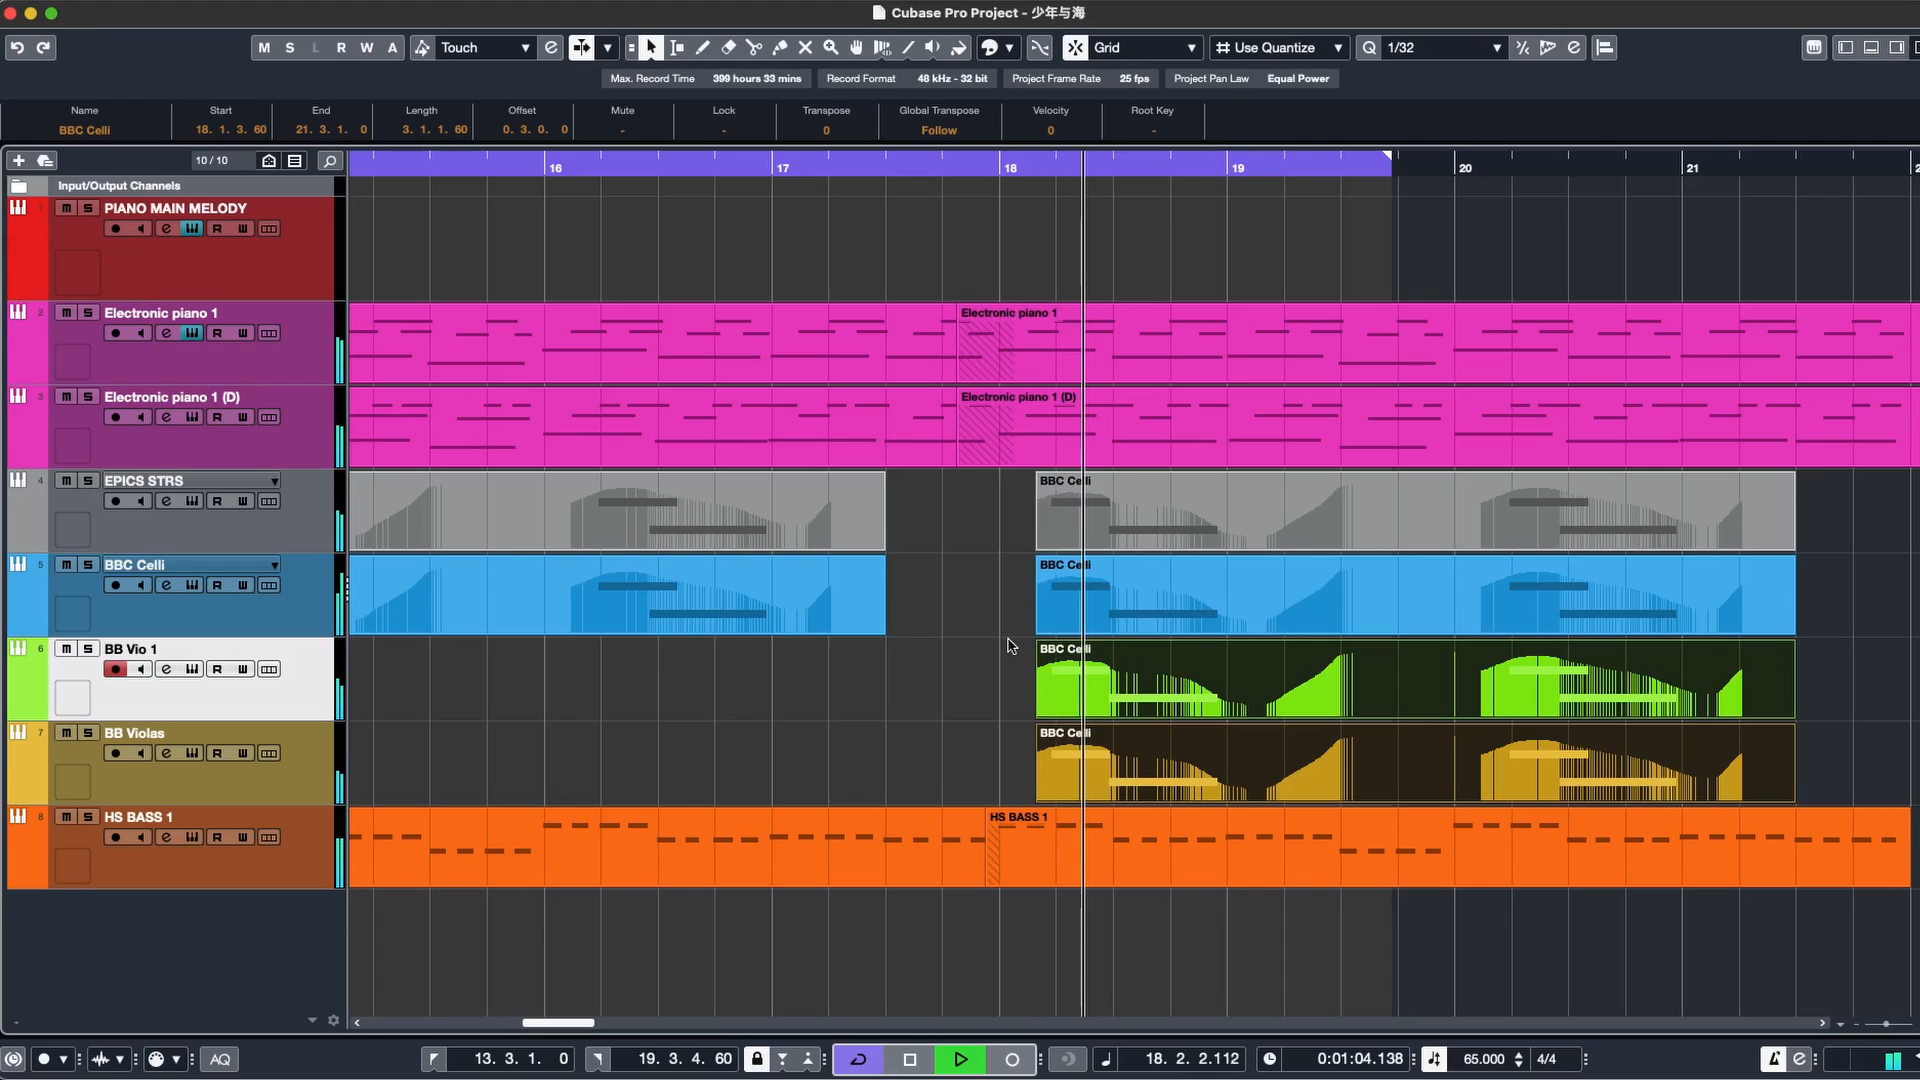 Cubase Pro Project - 少年与海
M S L R W A Touch Grid Use Quantize Q 1/32
Max. Record Time 399 hours 33 mins Record Format 48 kHz - 32 bit Project Frame Rate 25 fps Project Pan Law Equal Power
Name Start End Length Offset Mute Lock Transpose Global Transpose Velocity Root Key
BBC Celli 18. 1. 3. 60 21. 3. 1. 0 3. 1. 1. 60 0. 3. 0. 0 - - 0 Follow 0 -
10 / 10 16 17 18 19 20 21
Input/Output Channels
M S PIANO MAIN MELODY
R W
2 M S Electronic piano 1 Electronic piano 1
R W
3 M S Electronic piano 1 (D) Electronic piano 1 (D)
R W
4 M S EPICS STRS BBC Celli
R W
5 M S BBC Celli BBC Celli
R W
6 M S BB Vio 1 BBC Celli
R W
7 M S BB Violas BBC Celli
R W
8 M S HS BASS 1 HS BASS 1
R W
AQ 13. 3. 1. 0 19. 3. 4. 60 18. 2. 2.112 0:01:04.138 65.000 4/4